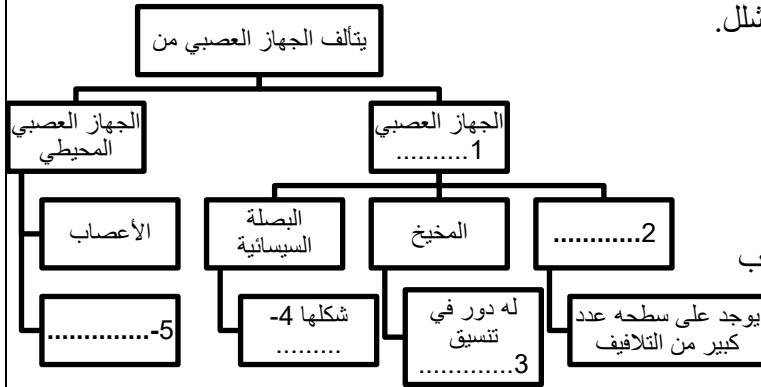 شلل.
يتألف الجهاز العصبي من
الجهاز العصبي
1..........
الجهاز العصبي
المحيطي
2............
المخيخ
البصلة
السيسائية
الأعصاب
ب
يوجد على سطحه عدد
كبير من التلافيف
له دور في
تنسيق
3.............
شكلها 4-
.........
5-..............